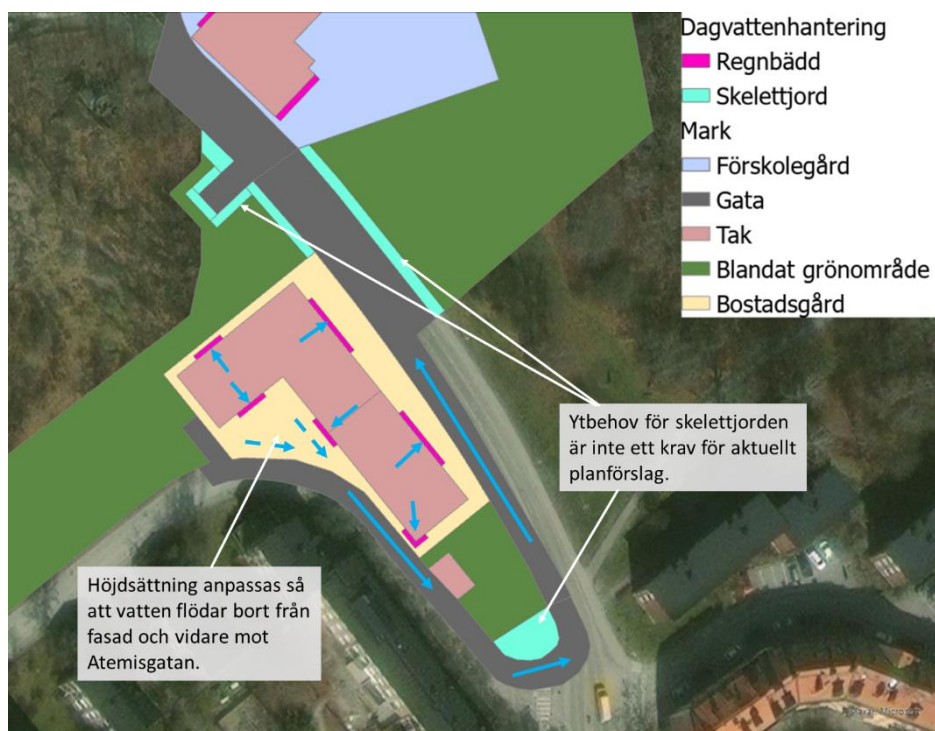 Dagvattenhantering
Regnbädd
Skelettjord
Mark
Förskolegård
Gata
Tak
Blandat grönområde
Bostadsgård
Ytbehov för skelettjorden
är inte ett krav för aktuellt
planförslag.
Höjdsättning anpassas så
att vatten flödar bort från
fasad och vidare mot
Atemisgatan.